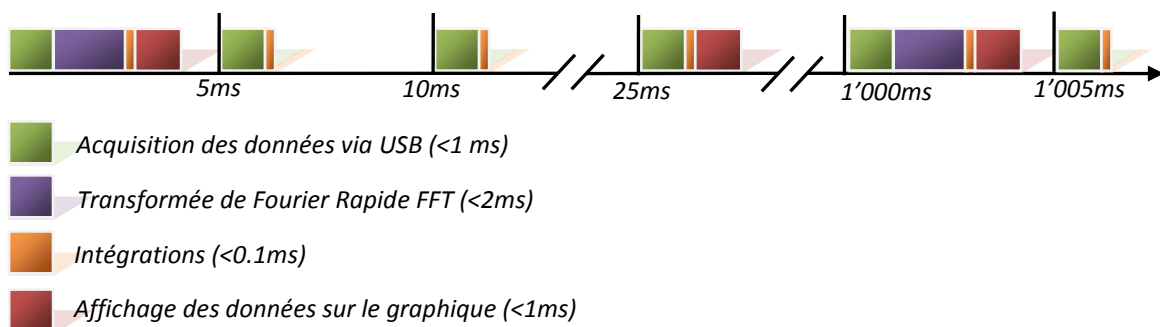 5ms 10ms 25ms 1’000ms 1’005ms
Acquisition des données via USB (<1 ms)
Transformée de Fourier Rapide FFT (<2ms)
Intégrations (<0.1ms)
Affichage des données sur le graphique (<1ms)